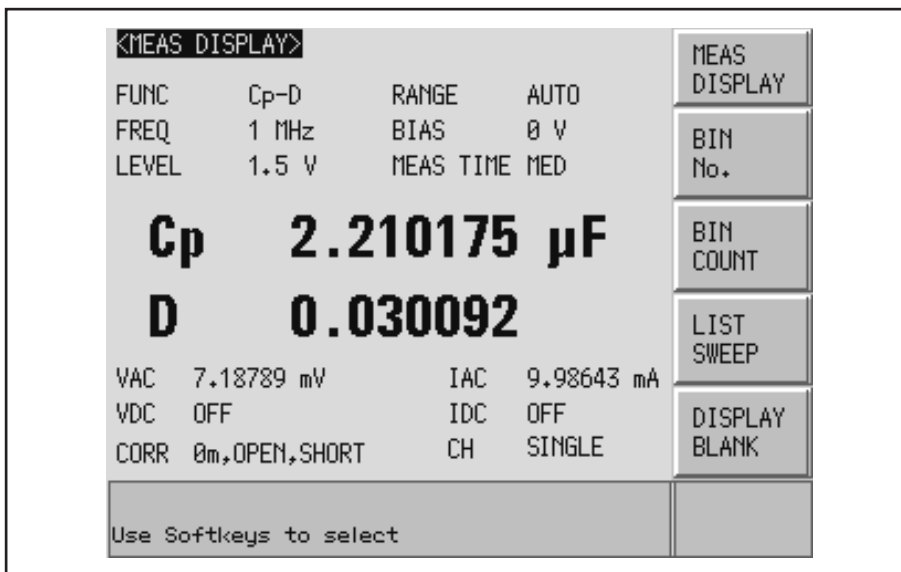 <MEAS DISPLAY>
FUNC Cp-D RANGE AUTO
FREQ 1 MHz BIAS 0 V
LEVEL 1.5 V MEAS TIME MED
Cp 2.210175 µF
D 0.030092
VAC 7.18789 mV IAC 9.98643 mA
VDC OFF IDC OFF
CORR 0m,OPEN,SHORT CH SINGLE
Use Softkeys to select
MEAS
DISPLAY
BIN
No.
BIN
COUNT
LIST
SWEEP
DISPLAY
BLANK